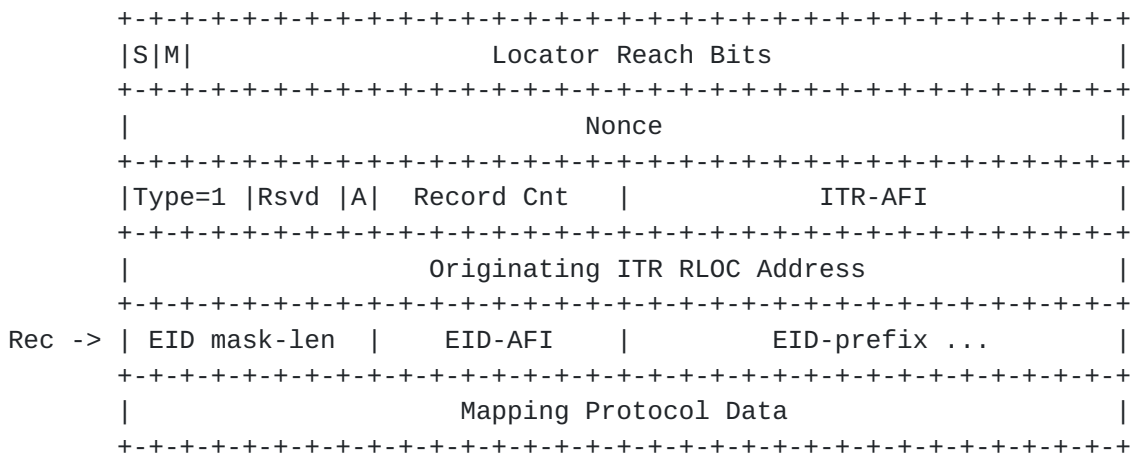 +-+-+-+-+-+-+-+-+-+-+-+-+-+-+-+-+-+-+-+-+-+-+-+-+-+-+-+-+-+-+-+-+
|S|M|                   Locator Reach Bits                      |
+-+-+-+-+-+-+-+-+-+-+-+-+-+-+-+-+-+-+-+-+-+-+-+-+-+-+-+-+-+-+-+-+
|                             Nonce                             |
+-+-+-+-+-+-+-+-+-+-+-+-+-+-+-+-+-+-+-+-+-+-+-+-+-+-+-+-+-+-+-+-+
|Type=1 |Rsvd |A|  Record Cnt   |            ITR-AFI            |
+-+-+-+-+-+-+-+-+-+-+-+-+-+-+-+-+-+-+-+-+-+-+-+-+-+-+-+-+-+-+-+-+
|                   Originating ITR RLOC Address                |
+-+-+-+-+-+-+-+-+-+-+-+-+-+-+-+-+-+-+-+-+-+-+-+-+-+-+-+-+-+-+-+-+
Rec -> | EID mask-len  |    EID-AFI    |         EID-prefix ...        |
+-+-+-+-+-+-+-+-+-+-+-+-+-+-+-+-+-+-+-+-+-+-+-+-+-+-+-+-+-+-+-+-+
|                     Mapping Protocol Data                     |
+-+-+-+-+-+-+-+-+-+-+-+-+-+-+-+-+-+-+-+-+-+-+-+-+-+-+-+-+-+-+-+-+